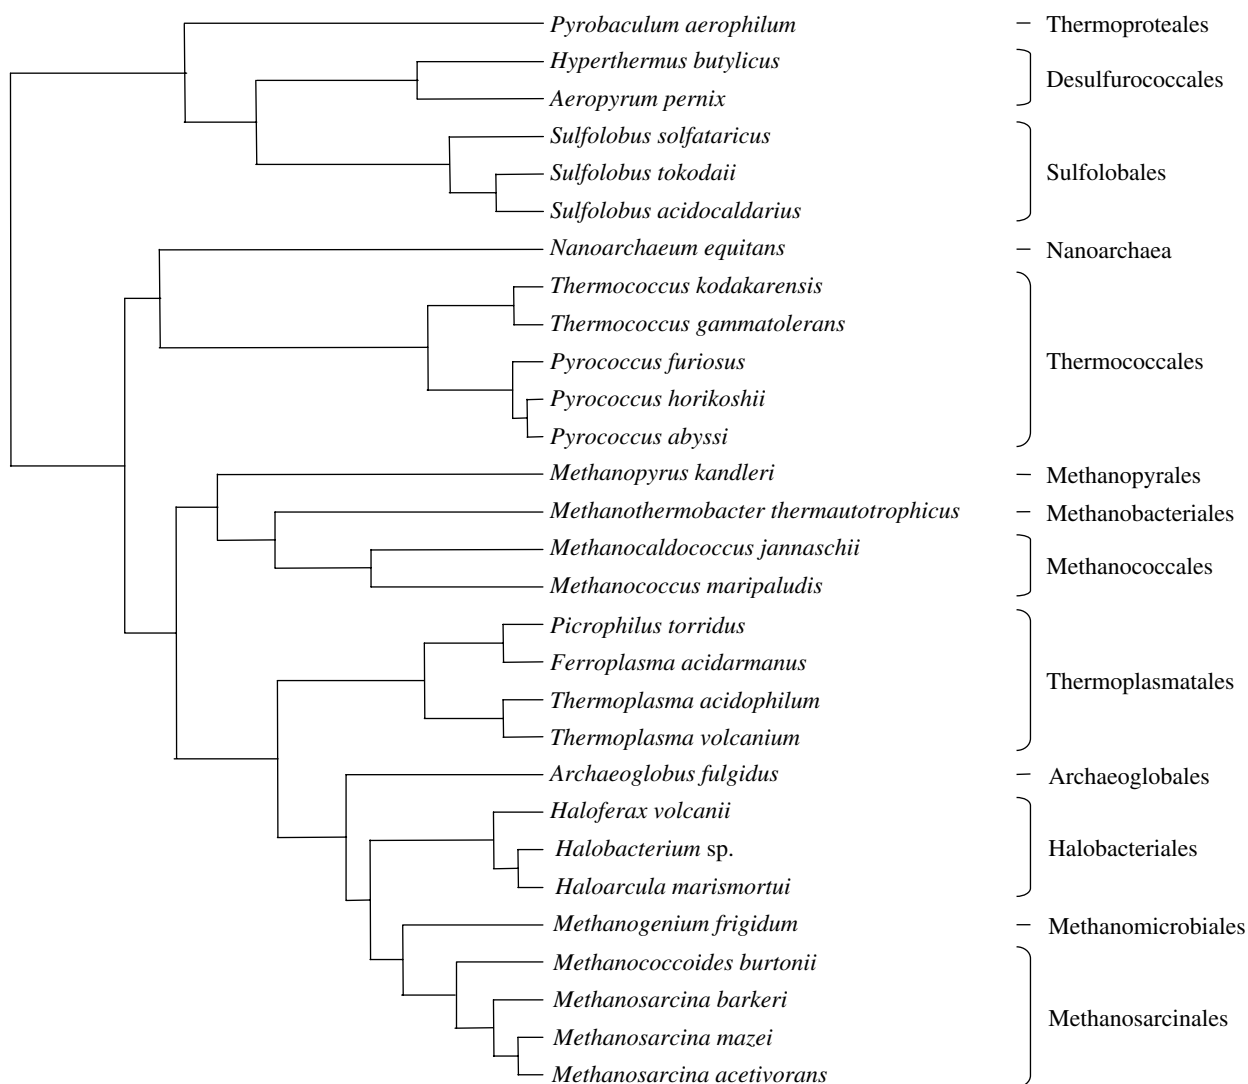 Pyrobaculum aerophilum Thermoproteales
Hyperthermus butylicus
Desulfurococcales
Aeropyrum pernix
Sulfolobus solfataricus
Sulfolobus tokodaii Sulfolobales
Sulfolobus acidocaldarius
Nanoarchaeum equitans Nanoarchaea
Thermococcus kodakarensis
Thermococcus gammatolerans
Pyrococcus furiosus Thermococcales
Pyrococcus horikoshii
Pyrococcus abyssi
Methanopyrus kandleri Methanopyrales
Methanothermobacter thermautotrophicus Methanobacteriales
Methanocaldococcus jannaschii
Methanococcales
Methanococcus maripaludis
Picrophilus torridus
Ferroplasma acidarmanus
Thermoplasmatales
Thermoplasma acidophilum
Thermoplasma volcanium
Archaeoglobus fulgidus Archaeoglobales
Haloferax volcanii
Halobacterium sp. Halobacteriales
Haloarcula marismortui
Methanogenium frigidum Methanomicrobiales
Methanococcoides burtonii
Methanosarcina barkeri
Methanosarcinales
Methanosarcina mazei
Methanosarcina acetivorans